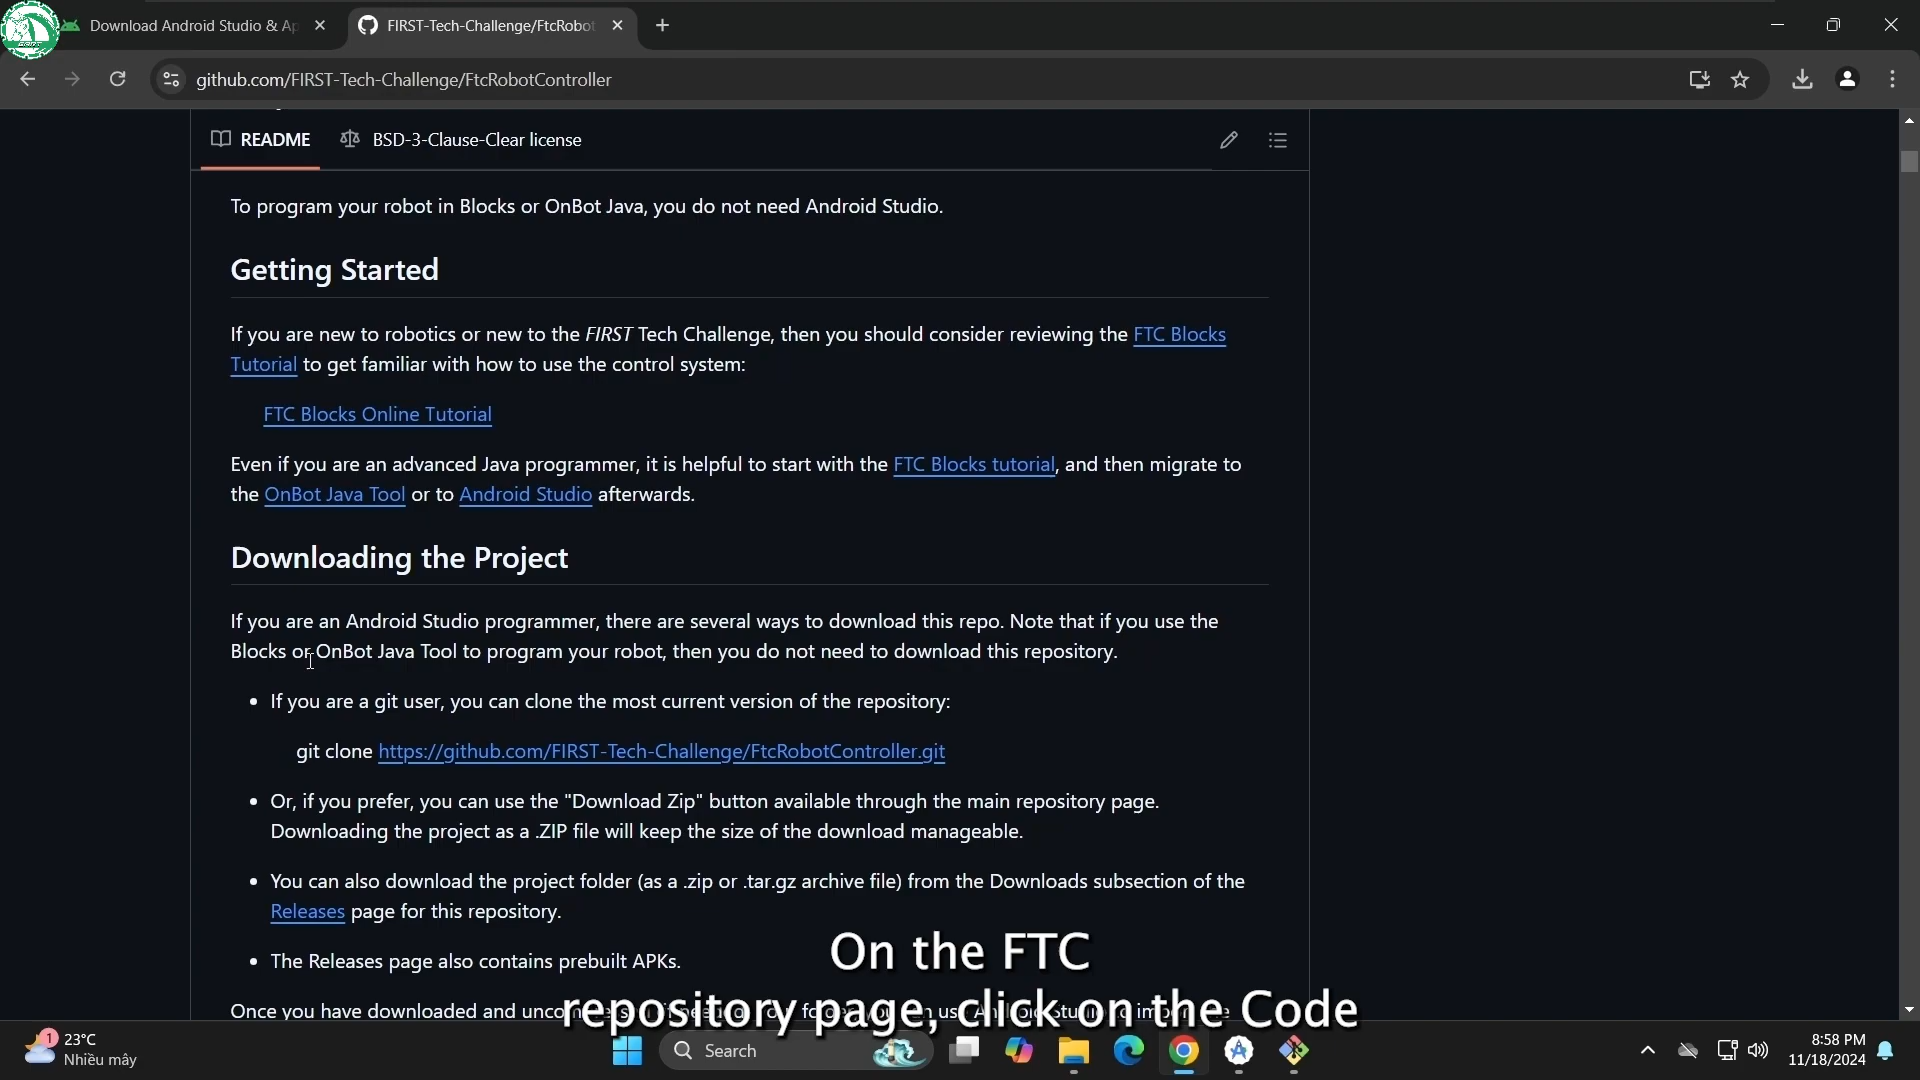 Download Android Studio & Ap
FIRST-Tech-Challenge/FtcRobot
github.com/FIRST-Tech-Challenge/FtcRobotController
README
BSD-3-Clause-Clear license
To program your robot in Blocks or OnBot Java, you do not need Android Studio.
Getting Started
If you are new to robotics or new to the FIRST Tech Challenge, then you should consider reviewing the FTC Blocks
Tutorial to get familiar with how to use the control system:
FTC Blocks Online Tutorial
Even if you are an advanced Java programmer, it is helpful to start with the FTC Blocks tutorial, and then migrate to
the OnBot Java Tool or to Android Studio afterwards.
Downloading the Project
If you are an Android Studio programmer, there are several ways to download this repo. Note that if you use the
Blocks or OnBot Java Tool to program your robot, then you do not need to download this repository.
• If you are a git user, you can clone the most current version of the repository:
git clone https://github.com/FIRST-Tech-Challenge/FtcRobotController.git
• Or, if you prefer, you can use the "Download Zip" button available through the main repository page.
Downloading the project as a .ZIP file will keep the size of the download manageable.
• You can also download the project folder (as a .zip or .tar.gz archive file) from the Downloads subsection of the
Releases page for this repository.
• The Releases page also contains prebuilt APKs.
Once you have downloaded and
On the FTC
repository page, click on the Code
1
23°C
Nhiều mây
Search
8:58 PM
11/18/2024